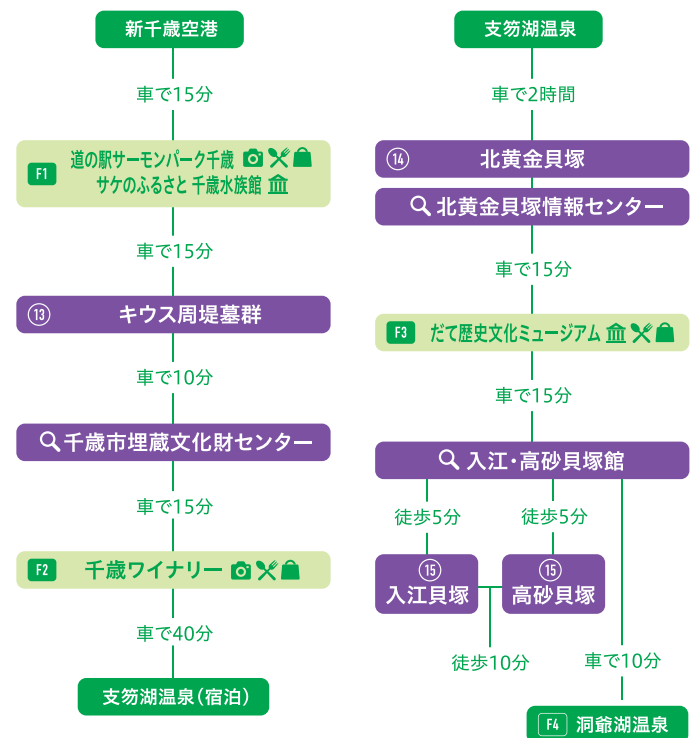 新千歳空港
車で15分
F1 道の駅サーモンパーク千歳
サケのふるさと 千歳水族館
車で15分
⑬ キウス周堤墓群
車で10分
千歳市埋蔵文化財センター
車で15分
F2 千歳ワイナリー
車で40分
支笏湖温泉(宿泊)
支笏湖温泉
車で2時間
⑭ 北黄金貝塚
北黄金貝塚情報センター
車で15分
F3 だて歴史文化ミュージアム
車で15分
入江・高砂貝塚館
徒歩5分
徒歩5分
⑮
入江貝塚
⑮
高砂貝塚
徒歩10分
車で10分
F4 洞爺湖温泉